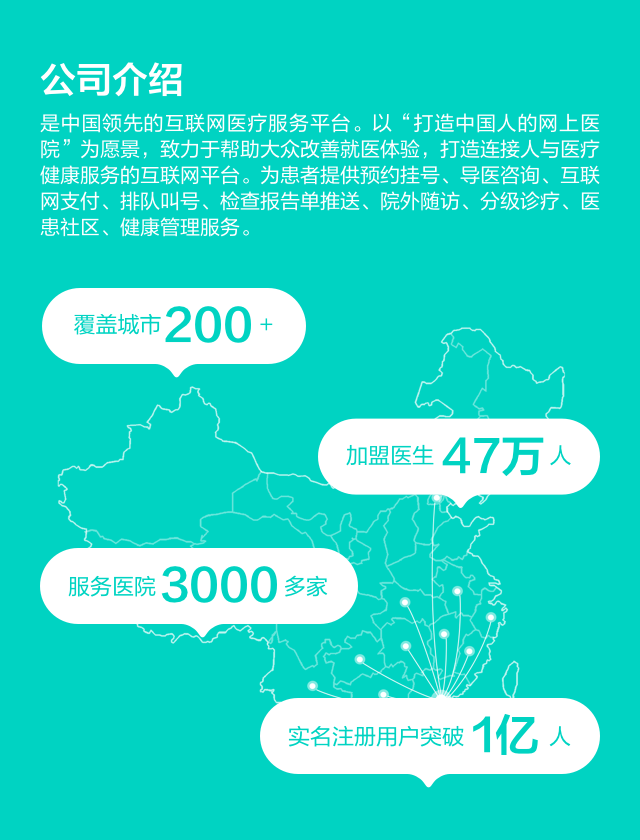 公司介绍
是中国领先的互联网医疗服务平台。以“打造中国人的网上医
院”为愿景，致力于帮助大众改善就医体验，打造连接人与医疗
健康服务的互联网平台。为患者提供预约挂号、导医咨询、互联
网支付、排队叫号、检查报告单推送、院外随访、分级诊疗、医
患社区、健康管理服务。
覆盖城市200+
加盟医生47万人
服务医院3000多家
实名注册用户突破1亿人